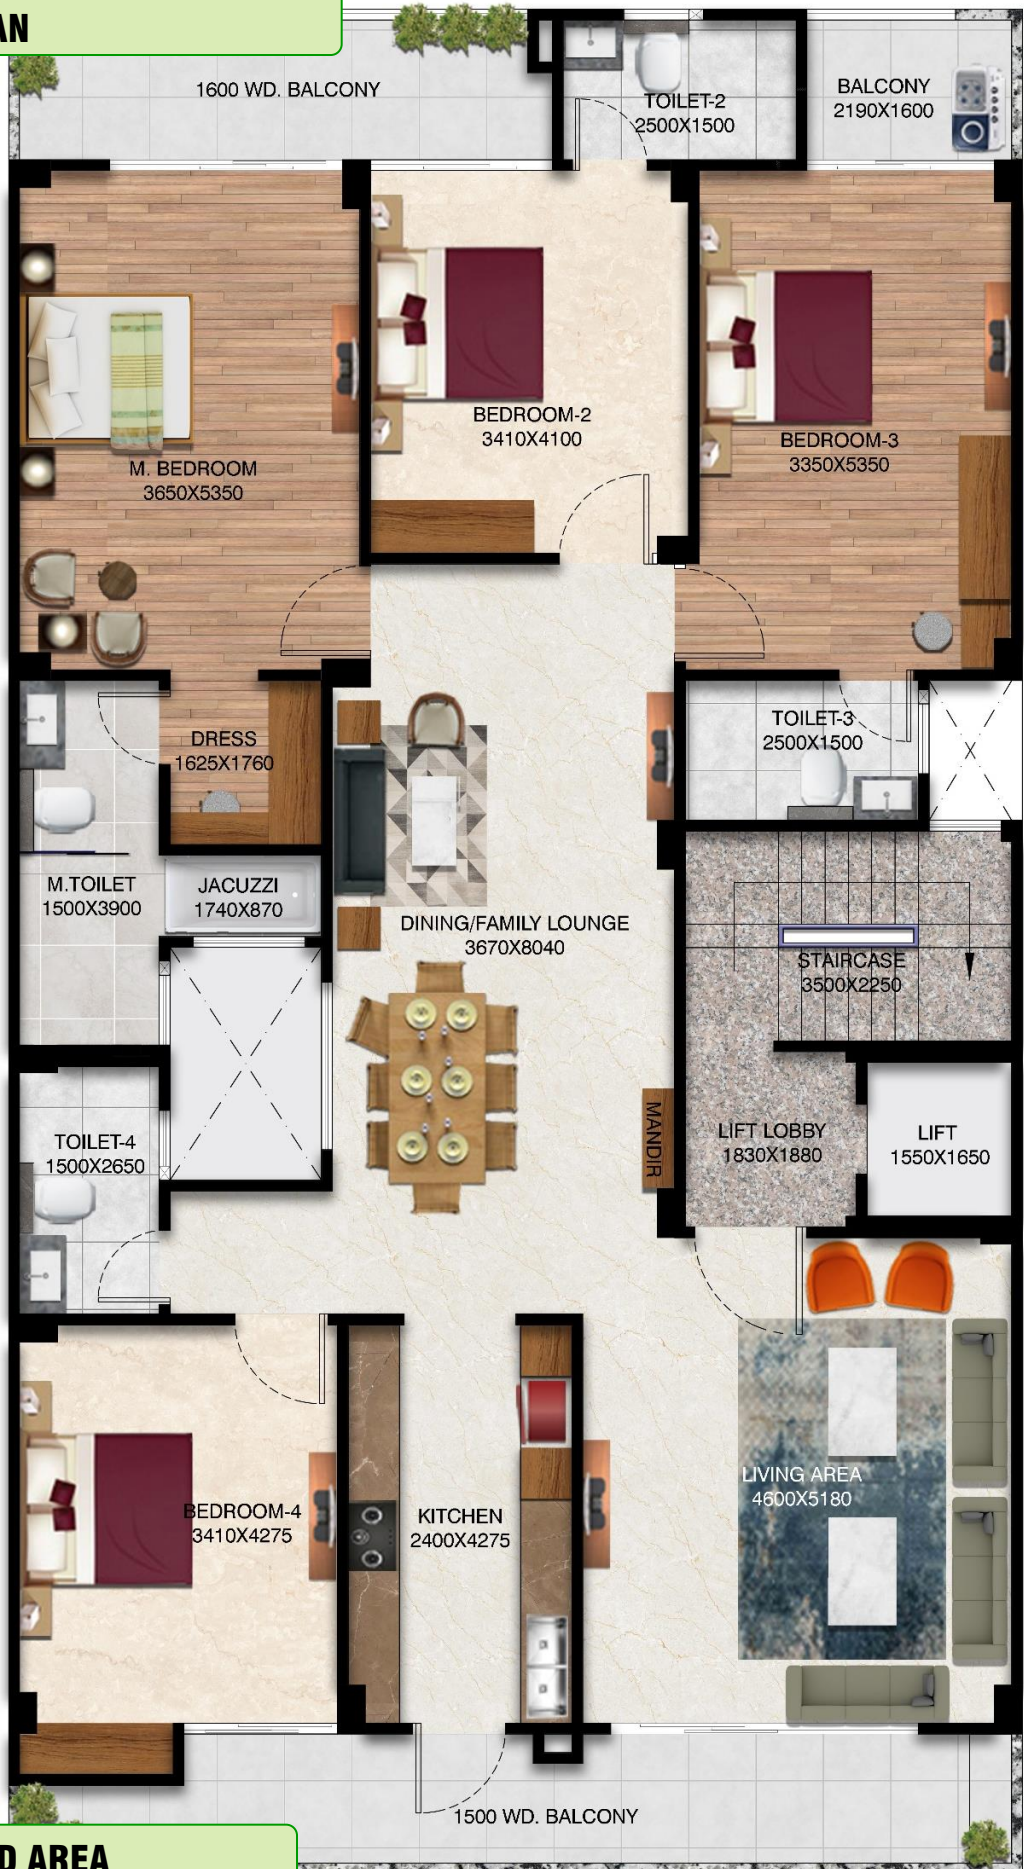 AN
1600 WD. BALCONY
TOILET-2
2500X1500
BALCONY
2190X1600
BEDROOM-2
3410X4100
BEDROOM-3
3350X5350
M. BEDROOM
3650X5350
DRESS
1625X1760
TOILET-3
2500X1500
M.TOILET
1500X3900
JACUZZI
1740X870
DINING/FAMILY LOUNGE
3670X8040
STAIRCASE
3500X2250
MANDIR
LIFT LOBBY
1830X1880
LIFT
1550X1650
TOILET-4
1500X2650
LIVING AREA
4600X5180
BEDROOM-4
3410X4275
KITCHEN
2400X4275
1500 WD. BALCONY
D AREA